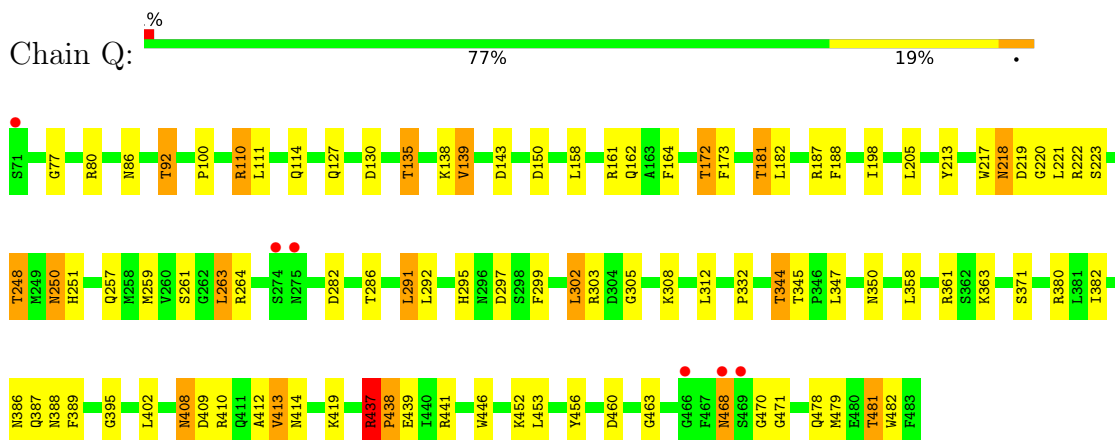 .%
Chain Q:
77% 19% .
S71 G77 R80 N86 T92 P100 R110 L111 Q114 Q127 D130 T135 K138 V139 D143 D150 L158 R161 Q162 A163 F164 T172 F173 T181 L182 R187 F188 I198 L205 Y213 W217 N218 D219 G220 L221 R222 S223
T248 M249 N250 H251 Q257 M258 M259 V260 S261 G262 L263 R264 S274 N275 D282 T286 L291 L292 H295 N296 D297 S298 F299 L302 R303 D304 G305 K308 L312 P332 T344 T345 P346 L347 N350 L358 R361 S362 K363 S371 R380 L381 I382
N386 Q387 N388 F389 G395 L402 N408 D409 R410 Q411 A412 V413 N414 K419 R437 P438 E439 I440 R441 W446 K452 L453 Y456 D460 G463 G466 F467 N468 S469 G470 G471 Q478 M479 E480 T481 W482 F483